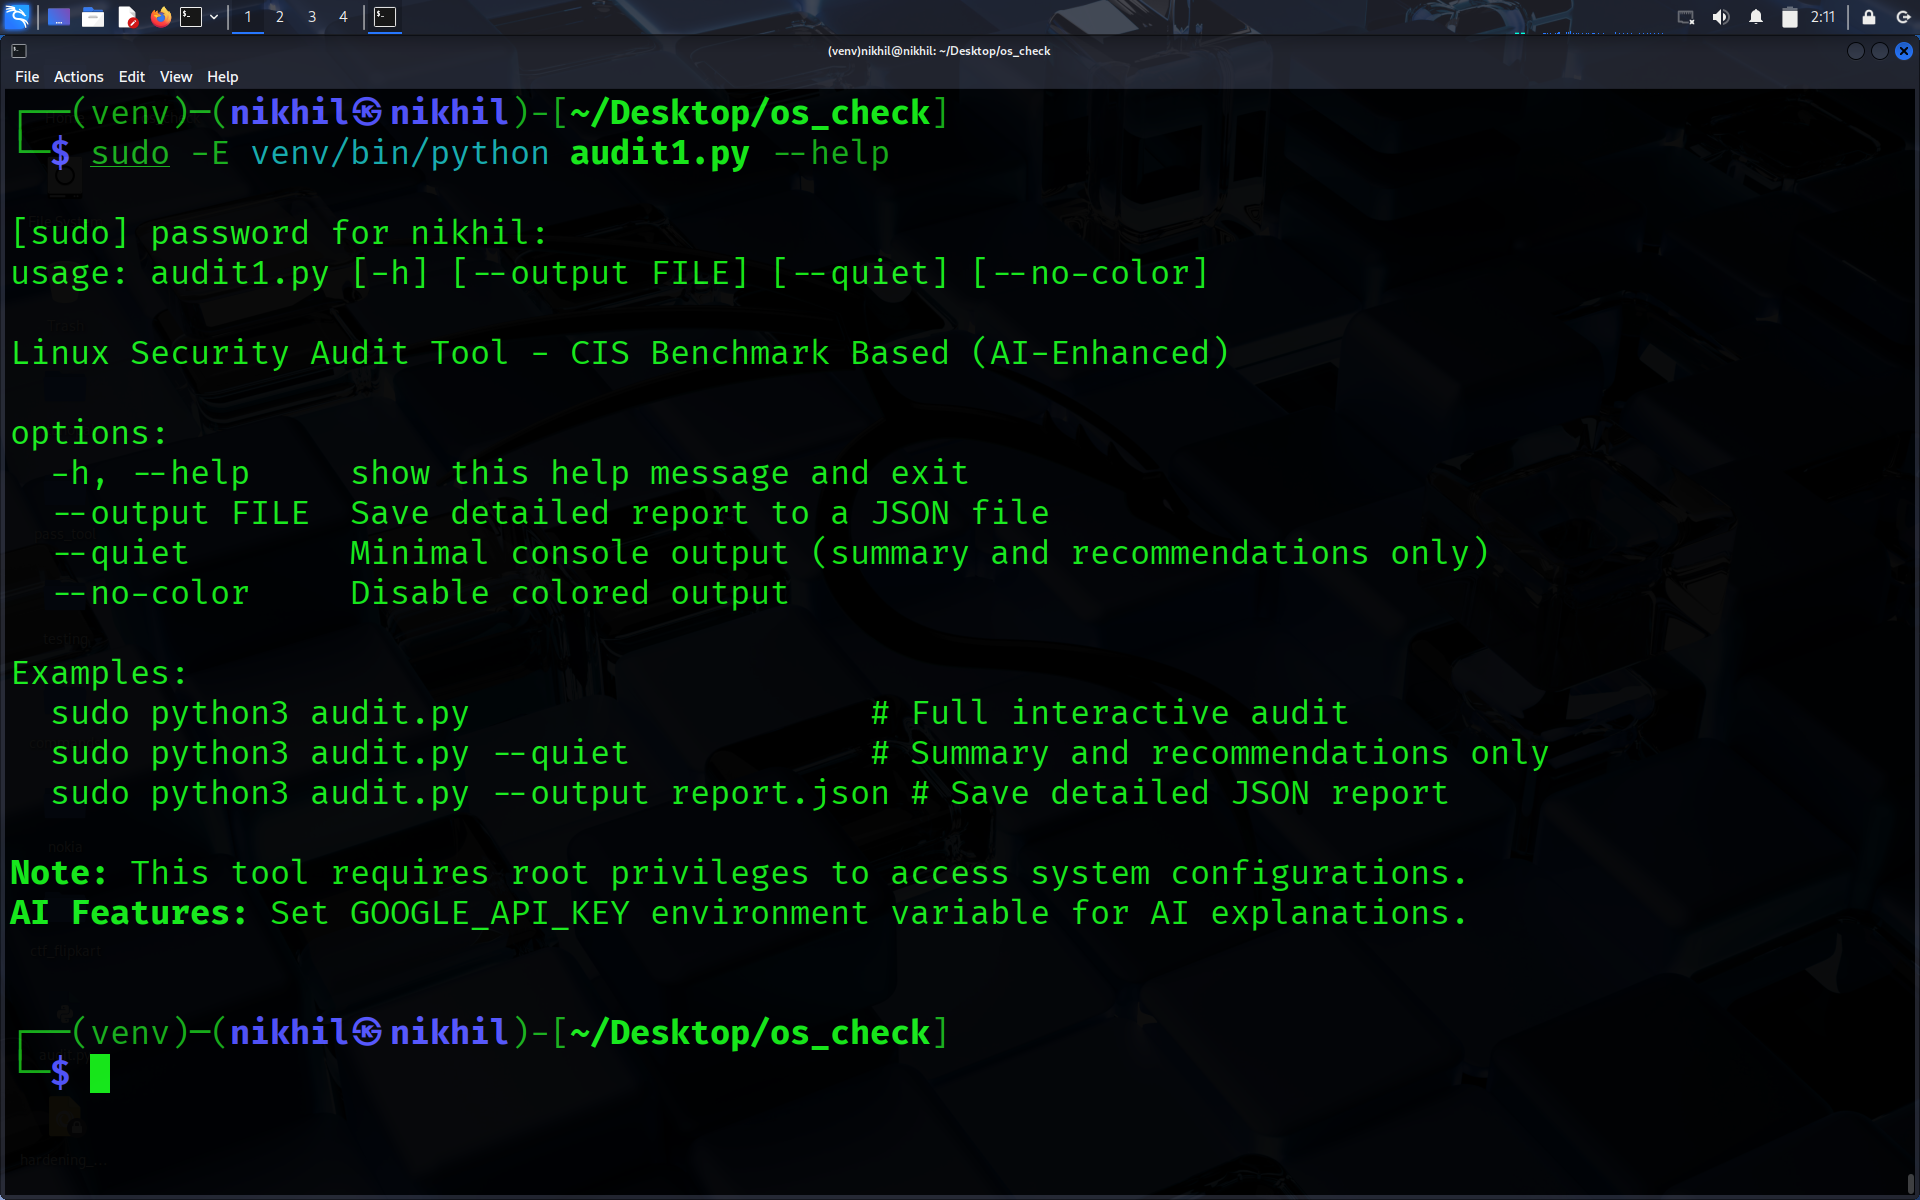 1 2 3 4 2:11
(venv)nikhil@nikhil: ~/Desktop/os_check
File Actions Edit View Help
┌──(venv)─(nikhil㉿nikhil)-[~/Desktop/os_check]
└─$ sudo -E venv/bin/python audit1.py --help
[sudo] password for nikhil:
usage: audit1.py [-h] [--output FILE] [--quiet] [--no-color]
Linux Security Audit Tool - CIS Benchmark Based (AI-Enhanced)
options:
  -h, --help     show this help message and exit
  --output FILE  Save detailed report to a JSON file
  --quiet        Minimal console output (summary and recommendations only)
  --no-color     Disable colored output
testing
Examples:
  sudo python3 audit.py                    # Full interactive audit
  sudo python3 audit.py --quiet            # Summary and recommendations only
  sudo python3 audit.py --output report.json # Save detailed JSON report
nokia
Note: This tool requires root privileges to access system configurations.
AI Features: Set GOOGLE_API_KEY environment variable for AI explanations.
ctf_flipkart
┌──(venv)─(nikhil㉿nikhil)-[~/Desktop/os_check]
└─$
hardening_...